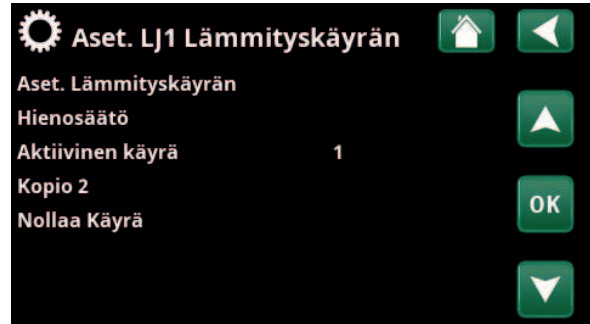 Aset. LJ1 Lämmityskäyrän
Aset. Lämmityskäyrän
Hienosäätö
Aktiivinen käyrä 1
Kopio 2
OK
Nollaa Käyrä